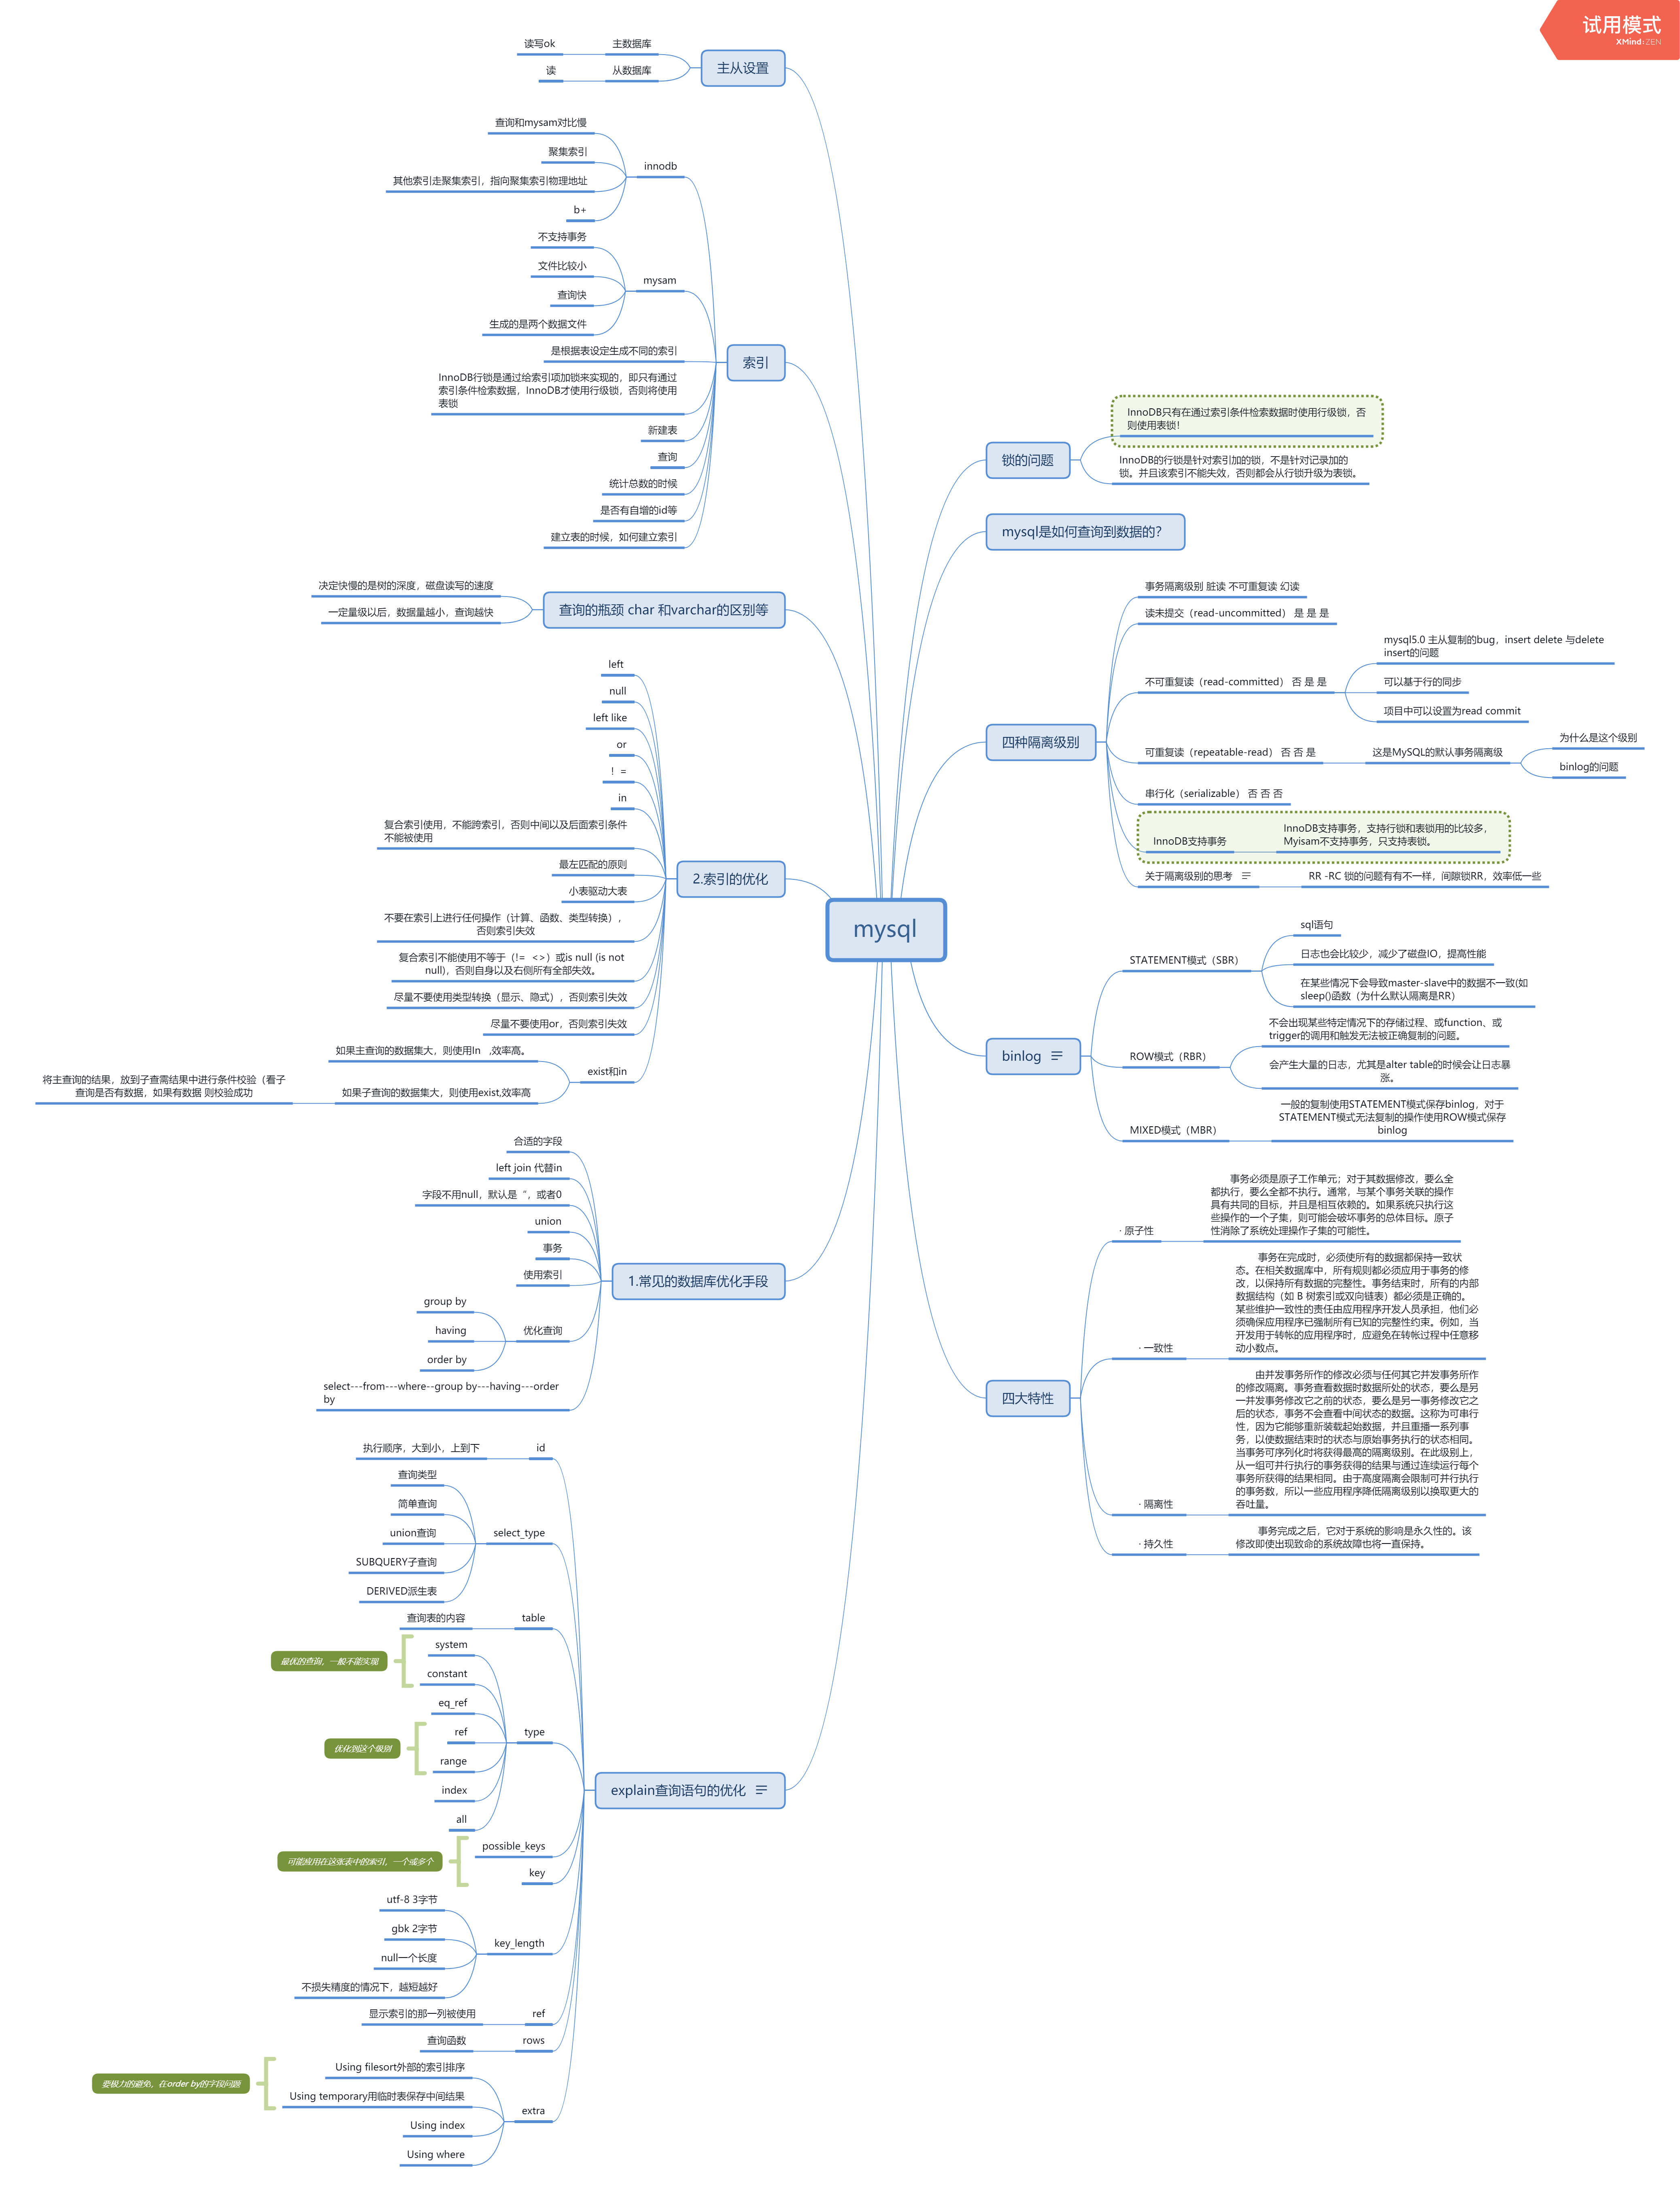 试用模式
XMind:ZEN
mysql
主从设置
主数据库
读写ok
从数据库
读
索引
innodb
查询和mysam对比慢
聚集索引
其他索引走聚集索引，指向聚集索引物理地址
b+
mysam
不支持事务
文件比较小
查询快
生成的是两个数据文件
是根据表设定生成不同的索引
InnoDB行锁是通过给索引项加锁来实现的，即只有通过
索引条件检索数据，InnoDB才使用行级锁，否则将使用
表锁
新建表
查询
统计总数的时候
是否有自增的id等
建立表的时候，如何建立索引
查询的瓶颈 char 和varchar的区别等
决定快慢的是树的深度，磁盘读写的速度
一定量级以后，数据量越小，查询越快
2.索引的优化
left
null
left like
or
！=
in
复合索引使用，不能跨索引，否则中间以及后面索引条件
不能被使用
最左匹配的原则
小表驱动大表
不要在索引上进行任何操作（计算、函数、类型转换），
否则索引失效
复合索引不能使用不等于（!= <>）或is null (is not
null)，否则自身以及右侧所有全部失效。
尽量不要使用类型转换（显示、隐式），否则索引失效
尽量不要使用or，否则索引失效
exist和in
如果主查询的数据集大，则使用In ,效率高。
如果子查询的数据集大，则使用exist,效率高
将主查询的结果，放到子查需结果中进行条件校验（看子
查询是否有数据，如果有数据 则校验成功
1.常见的数据库优化手段
合适的字段
left join 代替in
字段不用null，默认是 ‘’，或者0
union
事务
使用索引
优化查询
group by
having
order by
select---from---where--group by---having---order
by
explain查询语句的优化
id
执行顺序，大到小，上到下
select_type
查询类型
简单查询
union查询
SUBQUERY子查询
DERIVED派生表
table
查询表的内容
type
system
constant
最优的查询，一般不能实现
eq_ref
ref
range
优化到这个级别
index
all
possible_keys
key
可能应用在这张表中的索引，一个或多个
key_length
utf-8 3字节
gbk 2字节
null一个长度
不损失精度的情况下，越短越好
ref
显示索引的那一列被使用
rows
查询函数
extra
Using filesort外部的索引排序
Using temporary用临时表保存中间结果
要极力的避免，在order by的字段问题
Using index
Using where
锁的问题
InnoDB只有在通过索引条件检索数据时使用行级锁，否
则使用表锁！
InnoDB的行锁是针对索引加的锁，不是针对记录加的
锁。并且该索引不能失效，否则都会从行锁升级为表锁。
mysql是如何查询到数据的？
四种隔离级别
事务隔离级别 脏读 不可重复读 幻读
读未提交（read-uncommitted） 是 是 是
不可重复读（read-committed） 否 是 是
mysql5.0 主从复制的bug，insert delete 与delete
insert的问题
可以基于行的同步
项目中可以设置为read commit
可重复读（repeatable-read） 否 否 是
这是MySQL的默认事务隔离级
为什么是这个级别
binlog的问题
串行化（serializable） 否 否 否
InnoDB支持事务
InnoDB支持事务，支持行锁和表锁用的比较多，
Myisam不支持事务，只支持表锁。
关于隔离级别的思考
RR -RC 锁的问题有有不一样，间隙锁RR，效率低一些
binlog
STATEMENT模式（SBR）
sql语句
日志也会比较少，减少了磁盘IO，提高性能
在某些情况下会导致master-slave中的数据不一致(如
sleep()函数（为什么默认隔离是RR）
ROW模式（RBR）
不会出现某些特定情况下的存储过程、或function、或
trigger的调用和触发无法被正确复制的问题。
会产生大量的日志，尤其是alter table的时候会让日志暴
涨。
MIXED模式（MBR）
一般的复制使用STATEMENT模式保存binlog，对于
STATEMENT模式无法复制的操作使用ROW模式保存
binlog
四大特性
· 原子性
事务必须是原子工作单元；对于其数据修改，要么全
都执行，要么全都不执行。通常，与某个事务关联的操作
具有共同的目标，并且是相互依赖的。如果系统只执行这
些操作的一个子集，则可能会破坏事务的总体目标。原子
性消除了系统处理操作子集的可能性。
· 一致性
事务在完成时，必须使所有的数据都保持一致状
态。在相关数据库中，所有规则都必须应用于事务的修
改，以保持所有数据的完整性。事务结束时，所有的内部
数据结构（如 B 树索引或双向链表）都必须是正确的。
某些维护一致性的责任由应用程序开发人员承担，他们必
须确保应用程序已强制所有已知的完整性约束。例如，当
开发用于转帐的应用程序时，应避免在转帐过程中任意移
动小数点。
· 隔离性
由并发事务所作的修改必须与任何其它并发事务所作
的修改隔离。事务查看数据时数据所处的状态，要么是另
一并发事务修改它之前的状态，要么是另一事务修改它之
后的状态，事务不会查看中间状态的数据。这称为可串行
性，因为它能够重新装载起始数据，并且重播一系列事
务，以使数据结束时的状态与原始事务执行的状态相同。
当事务可序列化时将获得最高的隔离级别。在此级别上，
从一组可并行执行的事务获得的结果与通过连续运行每个
事务所获得的结果相同。由于高度隔离会限制可并行执行
的事务数，所以一些应用程序降低隔离级别以换取更大的
吞吐量。
· 持久性
事务完成之后，它对于系统的影响是永久性的。该
修改即使出现致命的系统故障也将一直保持。